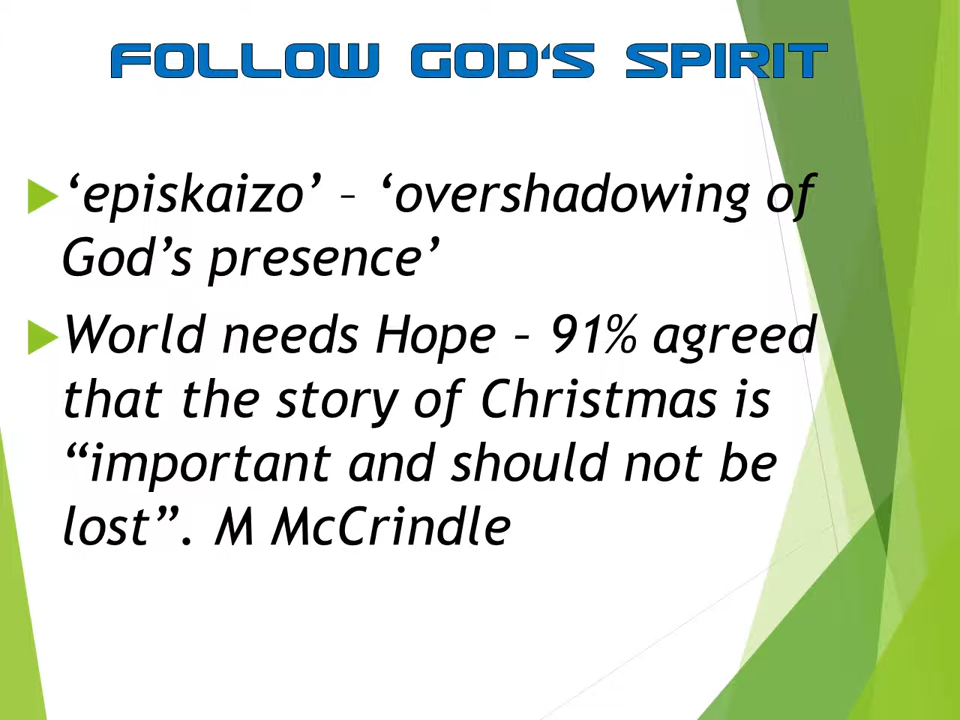 FOLLOW GOD‘S SPIRIT
‘episkaizo’ – ‘overshadowing of
God’s presence’
World needs Hope – 91% agreed
that the story of Christmas is
“important and should not be
lost”. M McCrindle